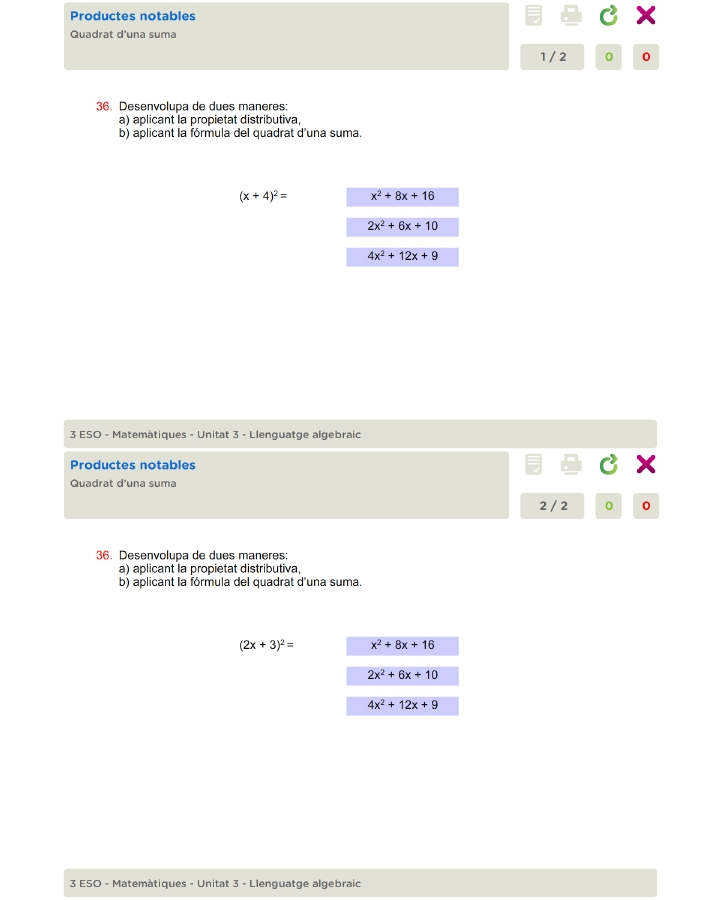 Productes notables
Quadrat d'una suma
1 / 2
0
0
36. Desenvolupa de dues maneres:
a) aplicant la propietat distributiva,
b) aplicant la fórmula del quadrat d'una suma.
(x + 4)² =
x² + 8x + 16
2x² + 6x + 10
4x² + 12x + 9
3 ESO - Matemàtiques - Unitat 3 - Llenguatge algebraic
Productes notables
Quadrat d'una suma
2 / 2
0
0
36. Desenvolupa de dues maneres:
a) aplicant la propietat distributiva,
b) aplicant la fórmula del quadrat d'una suma.
(2x + 3)² =
x² + 8x + 16
2x² + 6x + 10
4x² + 12x + 9
3 ESO - Matemàtiques - Unitat 3 - Llenguatge algebraic